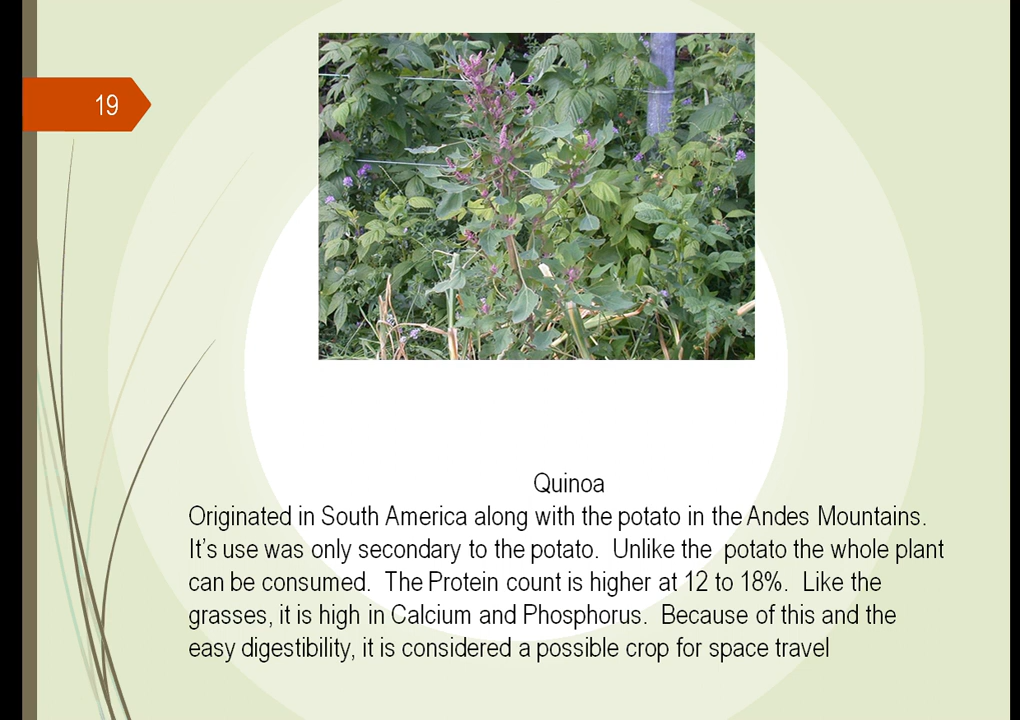 19
Quinoa
Originated in South America along with the potato in the Andes Mountains.
It’s use was only secondary to the potato.  Unlike the  potato the whole plant
can be consumed.  The Protein count is higher at 12 to 18%.  Like the
grasses, it is high in Calcium and Phosphorus.  Because of this and the
easy digestibility, it is considered a possible crop for space travel